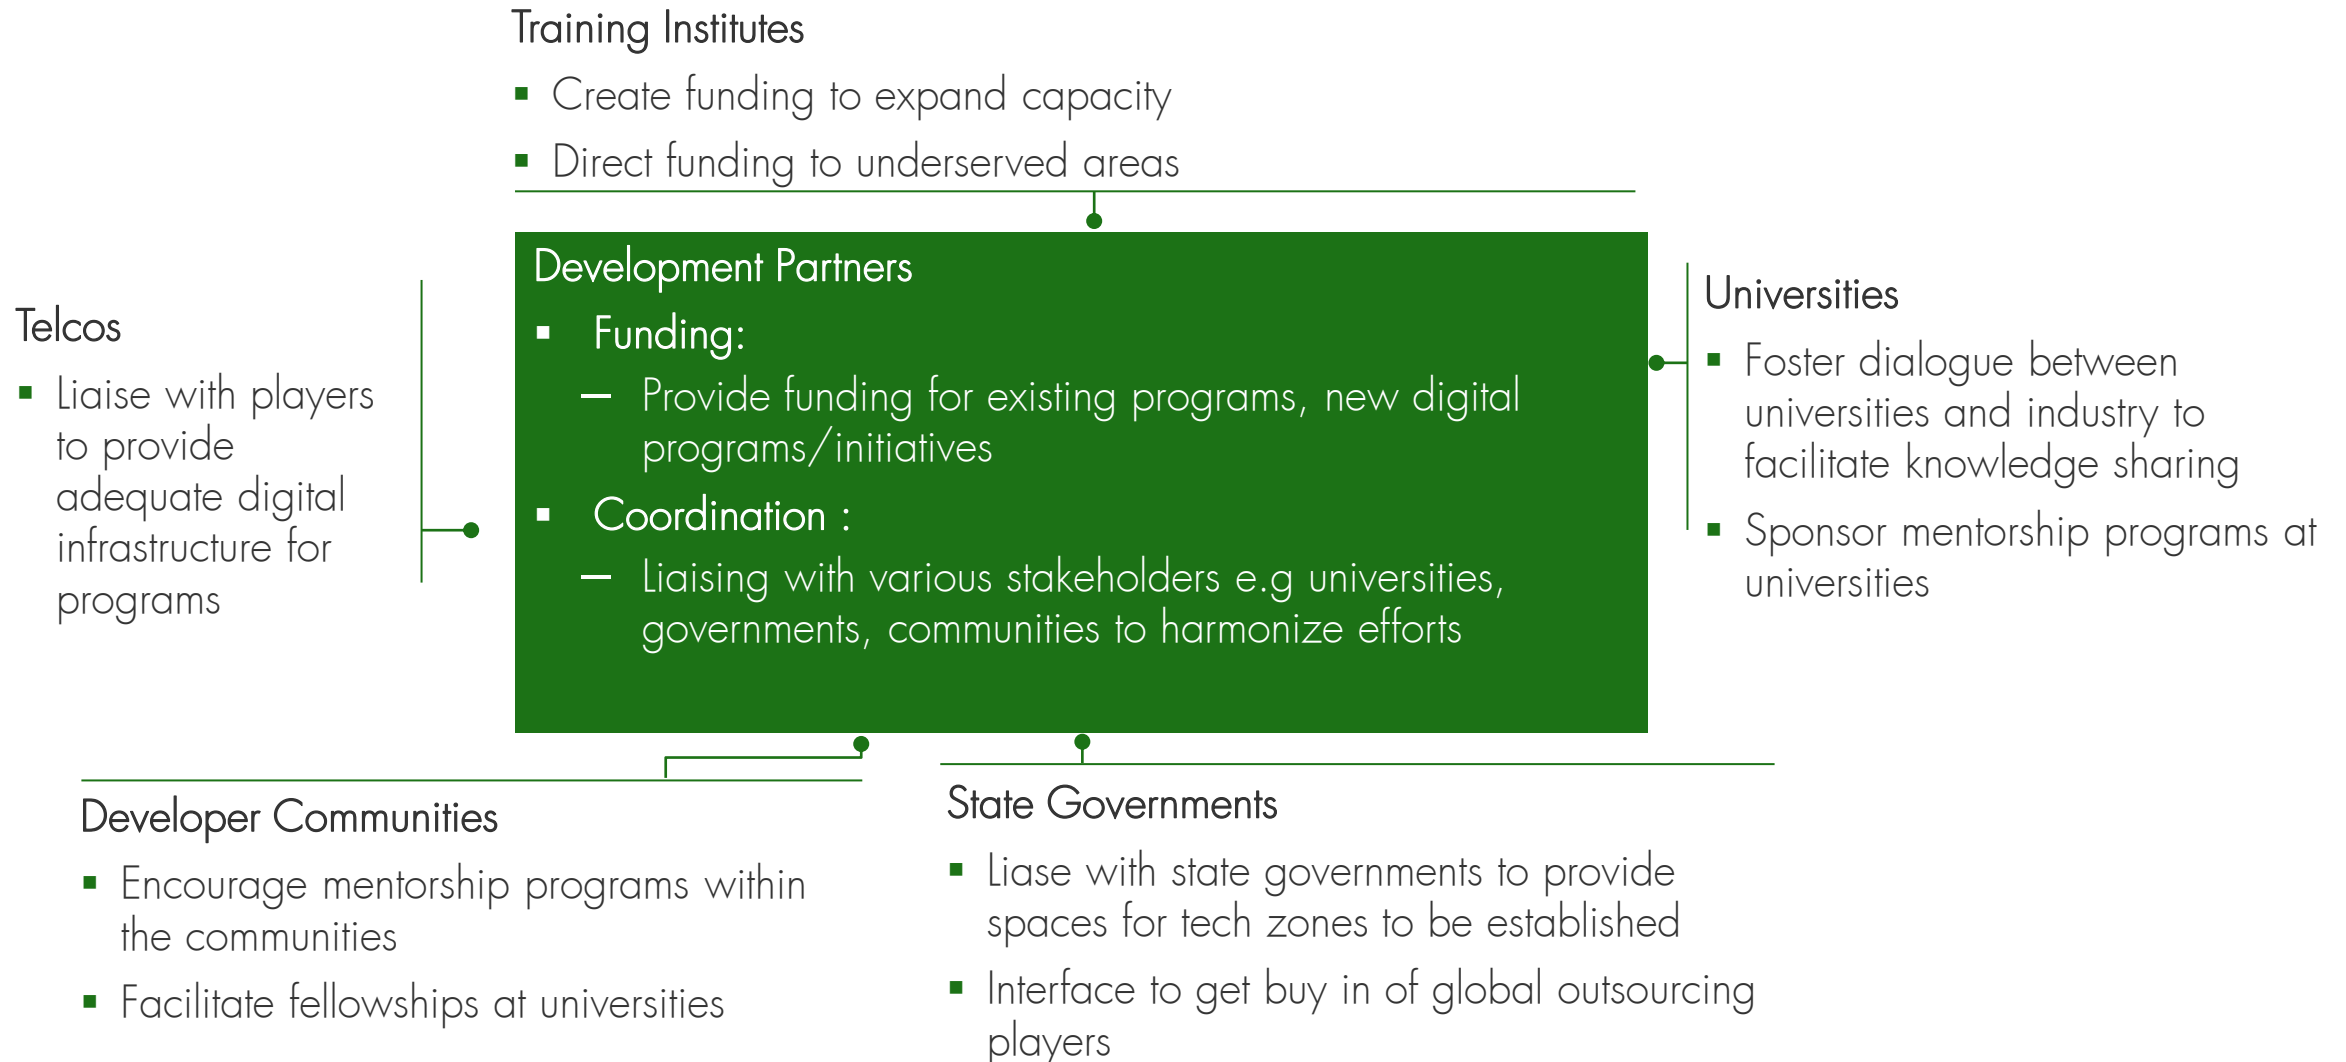 Training Institutes
Create funding to expand capacity
Direct funding to underserved areas
Development Partners
Funding:
Provide funding for existing programs, new digital
programs/initiatives
Coordination :
Liaising with various stakeholders e.g universities,
governments, communities to harmonize efforts
Telcos
Liaise with players
to provide
adequate digital
infrastructure for
programs
Universities
Foster dialogue between
universities and industry to
facilitate knowledge sharing
Sponsor mentorship programs at
universities
Developer Communities
Encourage mentorship programs within
the communities
Facilitate fellowships at universities
State Governments
Liase with state governments to provide
spaces for tech zones to be established
Interface to get buy in of global outsourcing
players